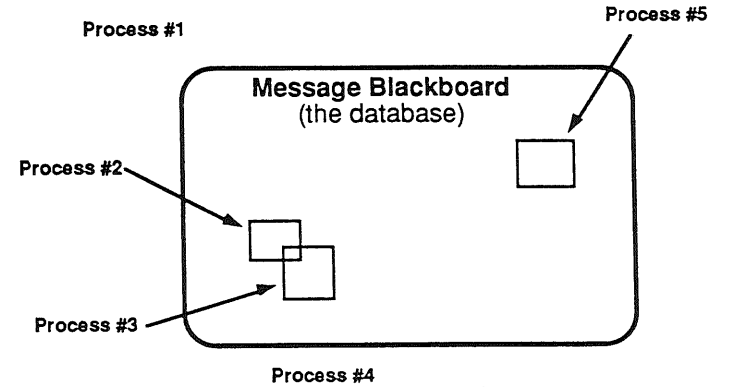 Process #5
Process #1
Message Blackboard
(the database)
Process #2
Process #3
Process #4